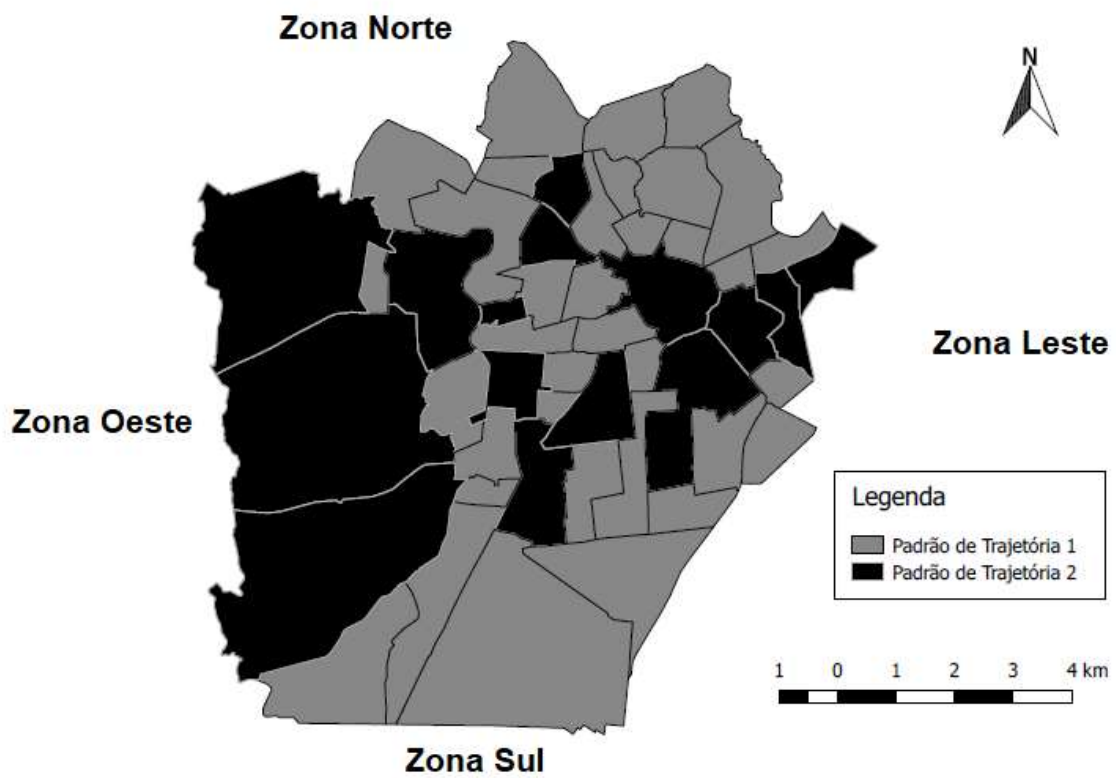 Zona Norte
N
Zona Leste
Zona Oeste
Legenda
Padrão de Trajetória 1
Padrão de Trajetória 2
1 0 1 2 3 4 km
Zona Sul